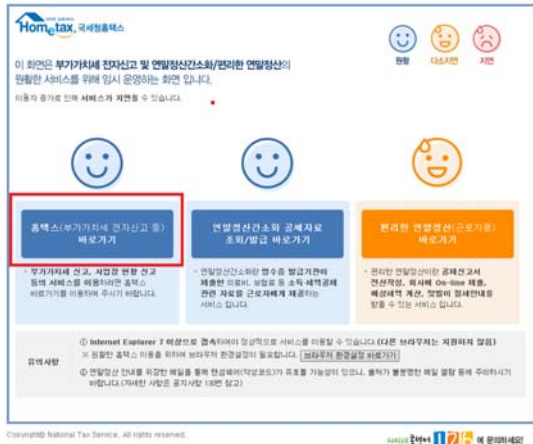 Hometax. 국세청홈택스
원활 다소지연 지연
이 화면은 부가가치세 전자신고 및 연말정산간소화/편리한 연말정산의
원활한 서비스를 위해 임시 운영하는 화면 입니다.
이용자 증가로 인해 서비스가 지연될 수 있습니다.
홈택스(부가가치세 전자신고 등)
바로가기
연말정산간소화 공제자료
조회/발급 바로가기
편리한 연말정산(근로자용)
바로가기
· 부가가치세 신고, 사업장 현황 신고
등의 서비스를 이용하려면 홈택스
바로가기를 이용하여 주시기 바랍니다.
· 연말정산간소화란 영수증 발급기관이
제출한 의료비, 보험료 등 소득·세액공제
관련 자료를 근로자에게 제공하는
서비스 입니다.
· 편리한 연말정산이란 공제신고서
전산작성, 회사에 On-line 제출,
예상세액 계산, 맞벌이 절세안내를
받을 수 있는 서비스 입니다.
유의사항
① Internet Explorer 7 이상으로 접속하여야 정상적으로 서비스를 이용할 수 있습니다.(다른 브라우저는 지원하지 않음)
※ 원활한 홈택스 이용을 위하여 브라우저 환경설정이 필요합니다. 브라우저 환경설정 바로가기
② 연말정산 안내를 위장한 메일을 통해 랜섬웨어(악성코드)가 유포될 가능성이 있으니, 출처가 불분명한 메일 열람 등에 주의하시기
바랍니다.(자세한 사항은 공지사항 130번 참고)
Copyright© National Tax Service. All rights reserved.
국세청 126 에 문의하세요!